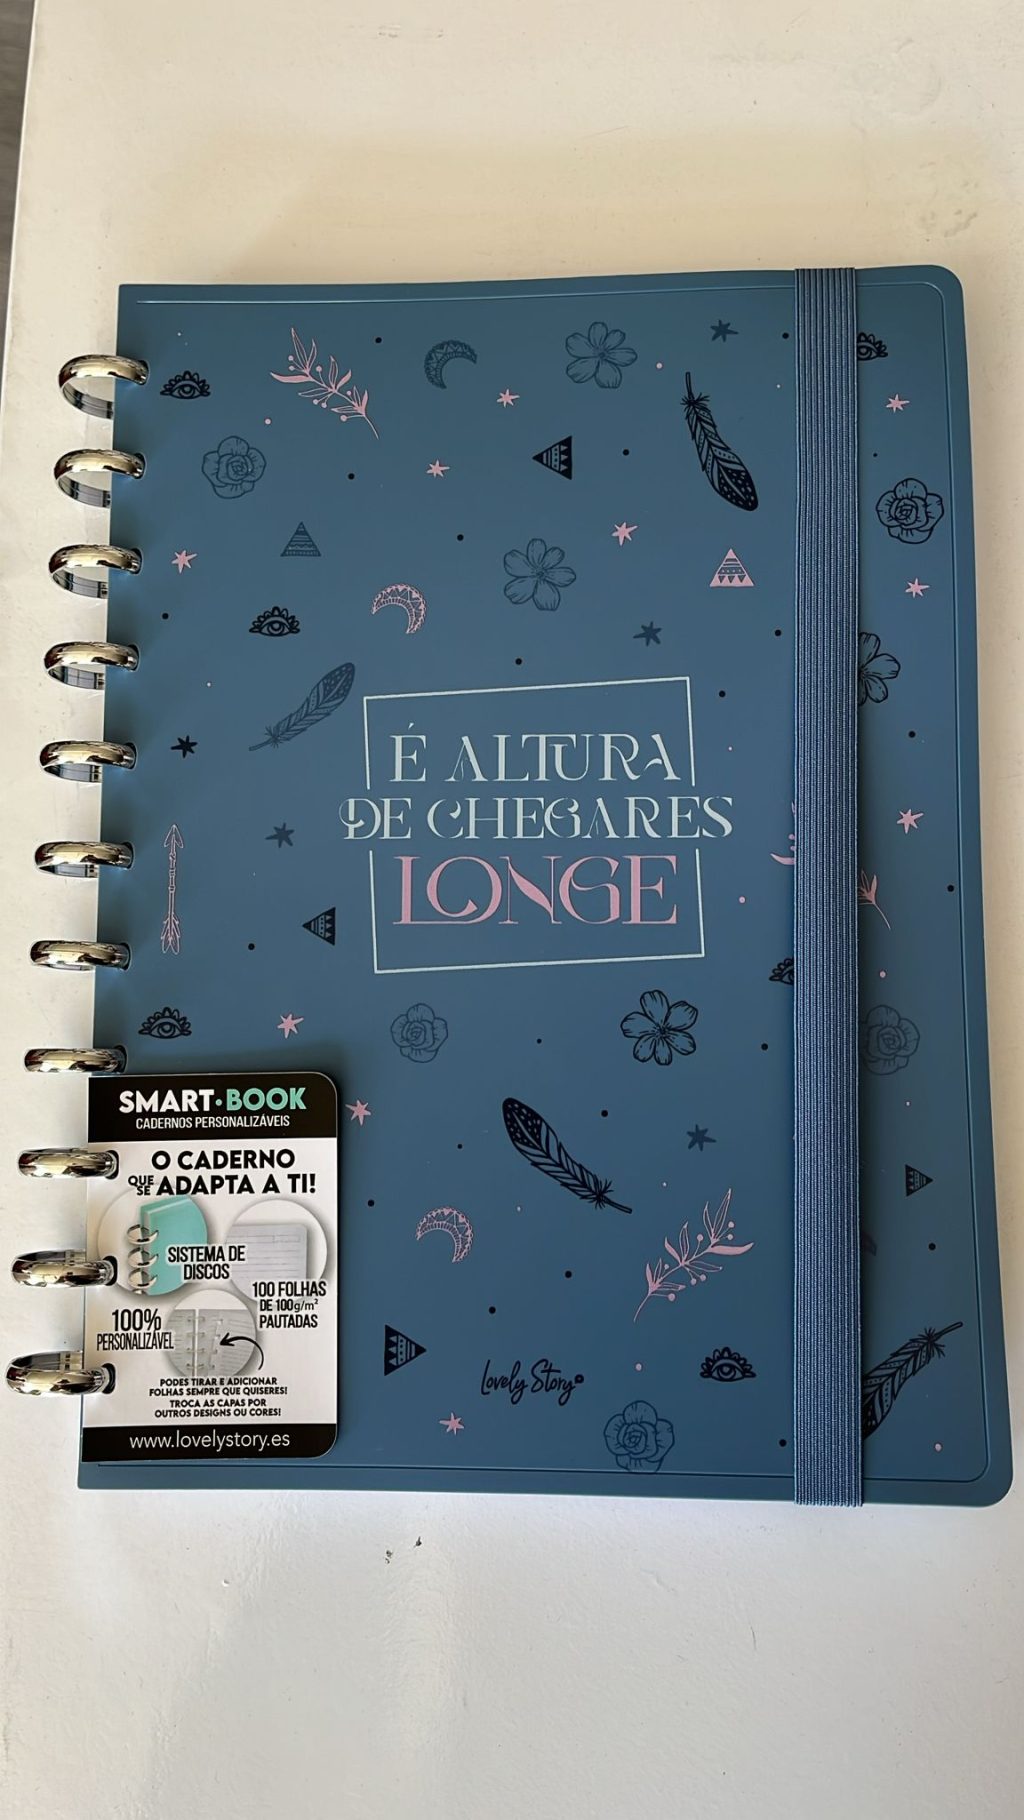 É ALTURA
DE CHEGARES
LONGE
SMART·BOOK
CADERNOS PERSONALIZÁVEIS
O CADERNO
QUE SE ADAPTA A TI!
SISTEMA DE
DISCOS
100 FOLHAS
DE 100g/m²
PAUTADAS
100%
PERSONALIZÁVEL
PODES TIRAR E ADICIONAR
FOLHAS SEMPRE QUE QUISERES!
TROCA AS CAPAS POR
OUTROS DESIGNS OU CORES!
www.lovelystory.es
Lovely Story